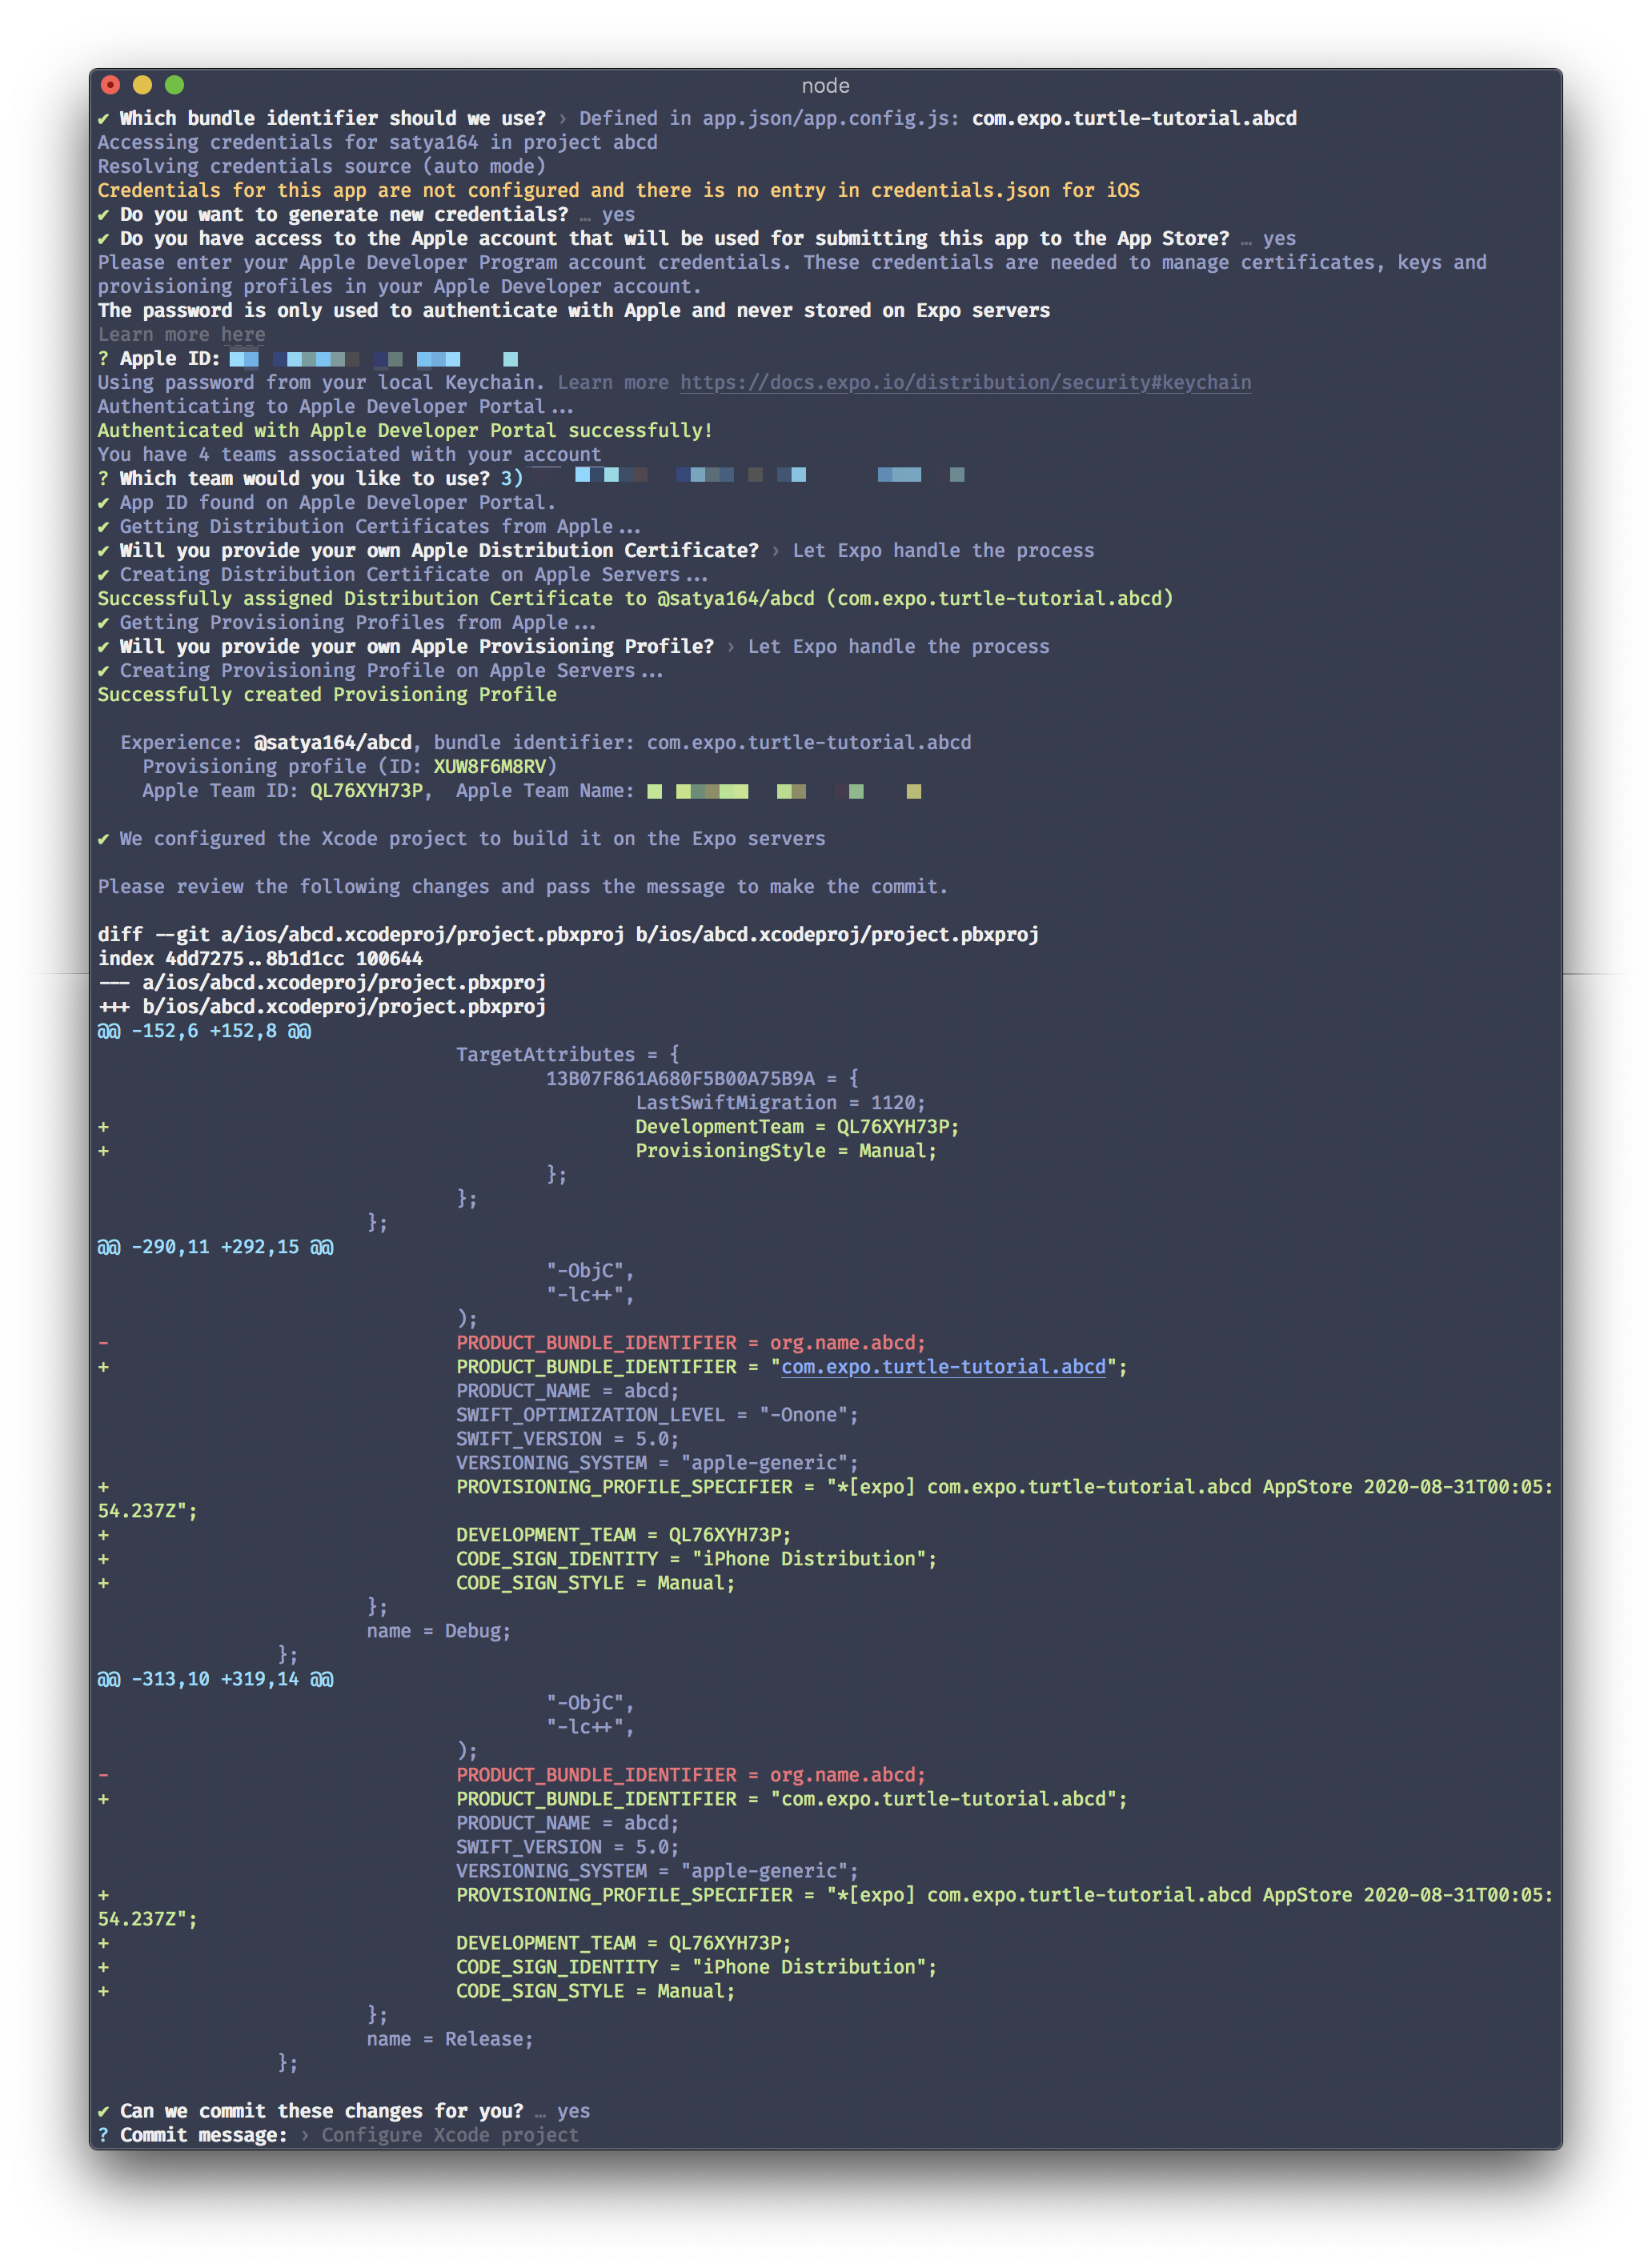 node
✔ Which bundle identifier should we use? › Defined in app.json/app.config.js: com.expo.turtle-tutorial.abcd
Accessing credentials for satya164 in project abcd
Resolving credentials source (auto mode)
Credentials for this app are not configured and there is no entry in credentials.json for iOS
✔ Do you want to generate new credentials? … yes
✔ Do you have access to the Apple account that will be used for submitting this app to the App Store? … yes
Please enter your Apple Developer Program account credentials. These credentials are needed to manage certificates, keys and
provisioning profiles in your Apple Developer account.
The password is only used to authenticate with Apple and never stored on Expo servers
Learn more here
? Apple ID:
Using password from your local Keychain. Learn more https://docs.expo.io/distribution/security#keychain
Authenticating to Apple Developer Portal...
Authenticated with Apple Developer Portal successfully!
You have 4 teams associated with your account
? Which team would you like to use? 3)
✔ App ID found on Apple Developer Portal.
✔ Getting Distribution Certificates from Apple...
✔ Will you provide your own Apple Distribution Certificate? › Let Expo handle the process
✔ Creating Distribution Certificate on Apple Servers...
Successfully assigned Distribution Certificate to @satya164/abcd (com.expo.turtle-tutorial.abcd)
✔ Getting Provisioning Profiles from Apple...
✔ Will you provide your own Apple Provisioning Profile? › Let Expo handle the process
✔ Creating Provisioning Profile on Apple Servers...
Successfully created Provisioning Profile
Experience: @satya164/abcd, bundle identifier: com.expo.turtle-tutorial.abcd
Provisioning profile (ID: XUW8F6M8RV)
Apple Team ID: QL76XYH73P, Apple Team Name:
✔ We configured the Xcode project to build it on the Expo servers
Please review the following changes and pass the message to make the commit.
diff --git a/ios/abcd.xcodeproj/project.pbxproj b/ios/abcd.xcodeproj/project.pbxproj
index 4dd7275..8b1d1cc 100644
--- a/ios/abcd.xcodeproj/project.pbxproj
+++ b/ios/abcd.xcodeproj/project.pbxproj
@@ -152,6 +152,8 @@
TargetAttributes = {
13B07F861A680F5B00A75B9A = {
LastSwiftMigration = 1120;
+ DevelopmentTeam = QL76XYH73P;
+ ProvisioningStyle = Manual;
};
};
};
@@ -290,11 +292,15 @@
"-ObjC",
"-lc++",
);
- PRODUCT_BUNDLE_IDENTIFIER = org.name.abcd;
+ PRODUCT_BUNDLE_IDENTIFIER = "com.expo.turtle-tutorial.abcd";
PRODUCT_NAME = abcd;
SWIFT_OPTIMIZATION_LEVEL = "-Onone";
SWIFT_VERSION = 5.0;
VERSIONING_SYSTEM = "apple-generic";
+ PROVISIONING_PROFILE_SPECIFIER = "*[expo] com.expo.turtle-tutorial.abcd AppStore 2020-08-31T00:05:
54.237Z";
+ DEVELOPMENT_TEAM = QL76XYH73P;
+ CODE_SIGN_IDENTITY = "iPhone Distribution";
+ CODE_SIGN_STYLE = Manual;
};
name = Debug;
};
@@ -313,10 +319,14 @@
"-ObjC",
"-lc++",
);
- PRODUCT_BUNDLE_IDENTIFIER = org.name.abcd;
+ PRODUCT_BUNDLE_IDENTIFIER = "com.expo.turtle-tutorial.abcd";
PRODUCT_NAME = abcd;
SWIFT_VERSION = 5.0;
VERSIONING_SYSTEM = "apple-generic";
+ PROVISIONING_PROFILE_SPECIFIER = "*[expo] com.expo.turtle-tutorial.abcd AppStore 2020-08-31T00:05:
54.237Z";
+ DEVELOPMENT_TEAM = QL76XYH73P;
+ CODE_SIGN_IDENTITY = "iPhone Distribution";
+ CODE_SIGN_STYLE = Manual;
};
name = Release;
};
✔ Can we commit these changes for you? … yes
? Commit message: › Configure Xcode project